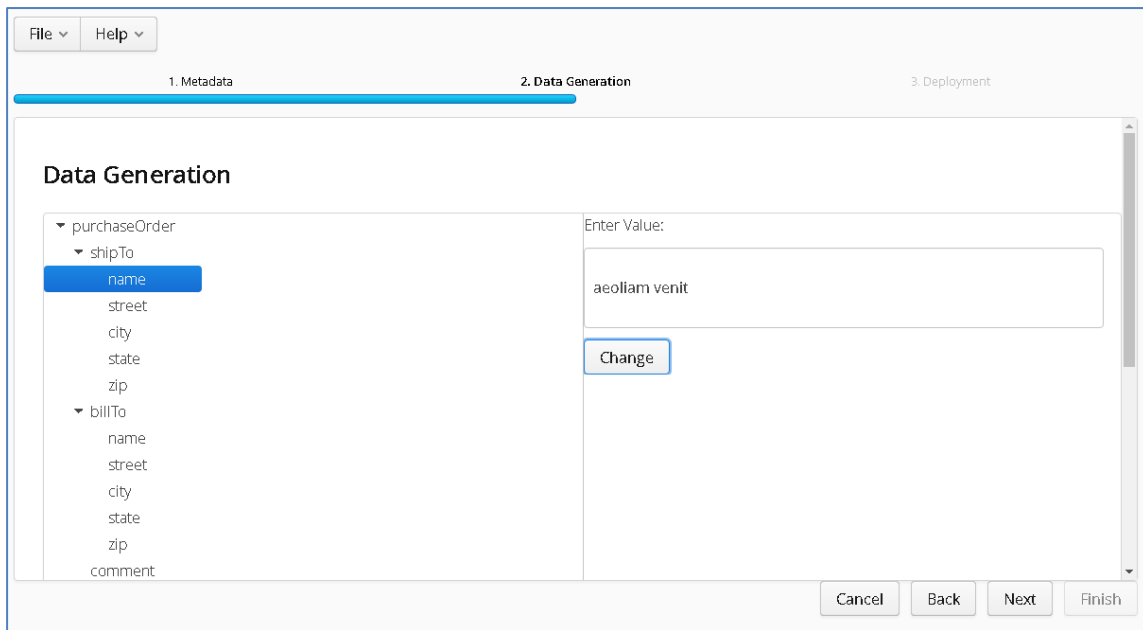 File Help
1. Metadata 2. Data Generation 3. Deployment
Data Generation
purchaseOrder
shipTo
name
street
city
state
zip
billTo
name
street
city
state
zip
comment
Enter Value:
aeoliam venit
Change
Cancel Back Next Finish